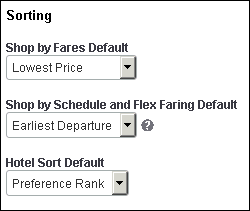 Sorting
Shop by Fares Default
Lowest Price
Shop by Schedule and Flex Faring Default
Earliest Departure
Hotel Sort Default
Preference Rank